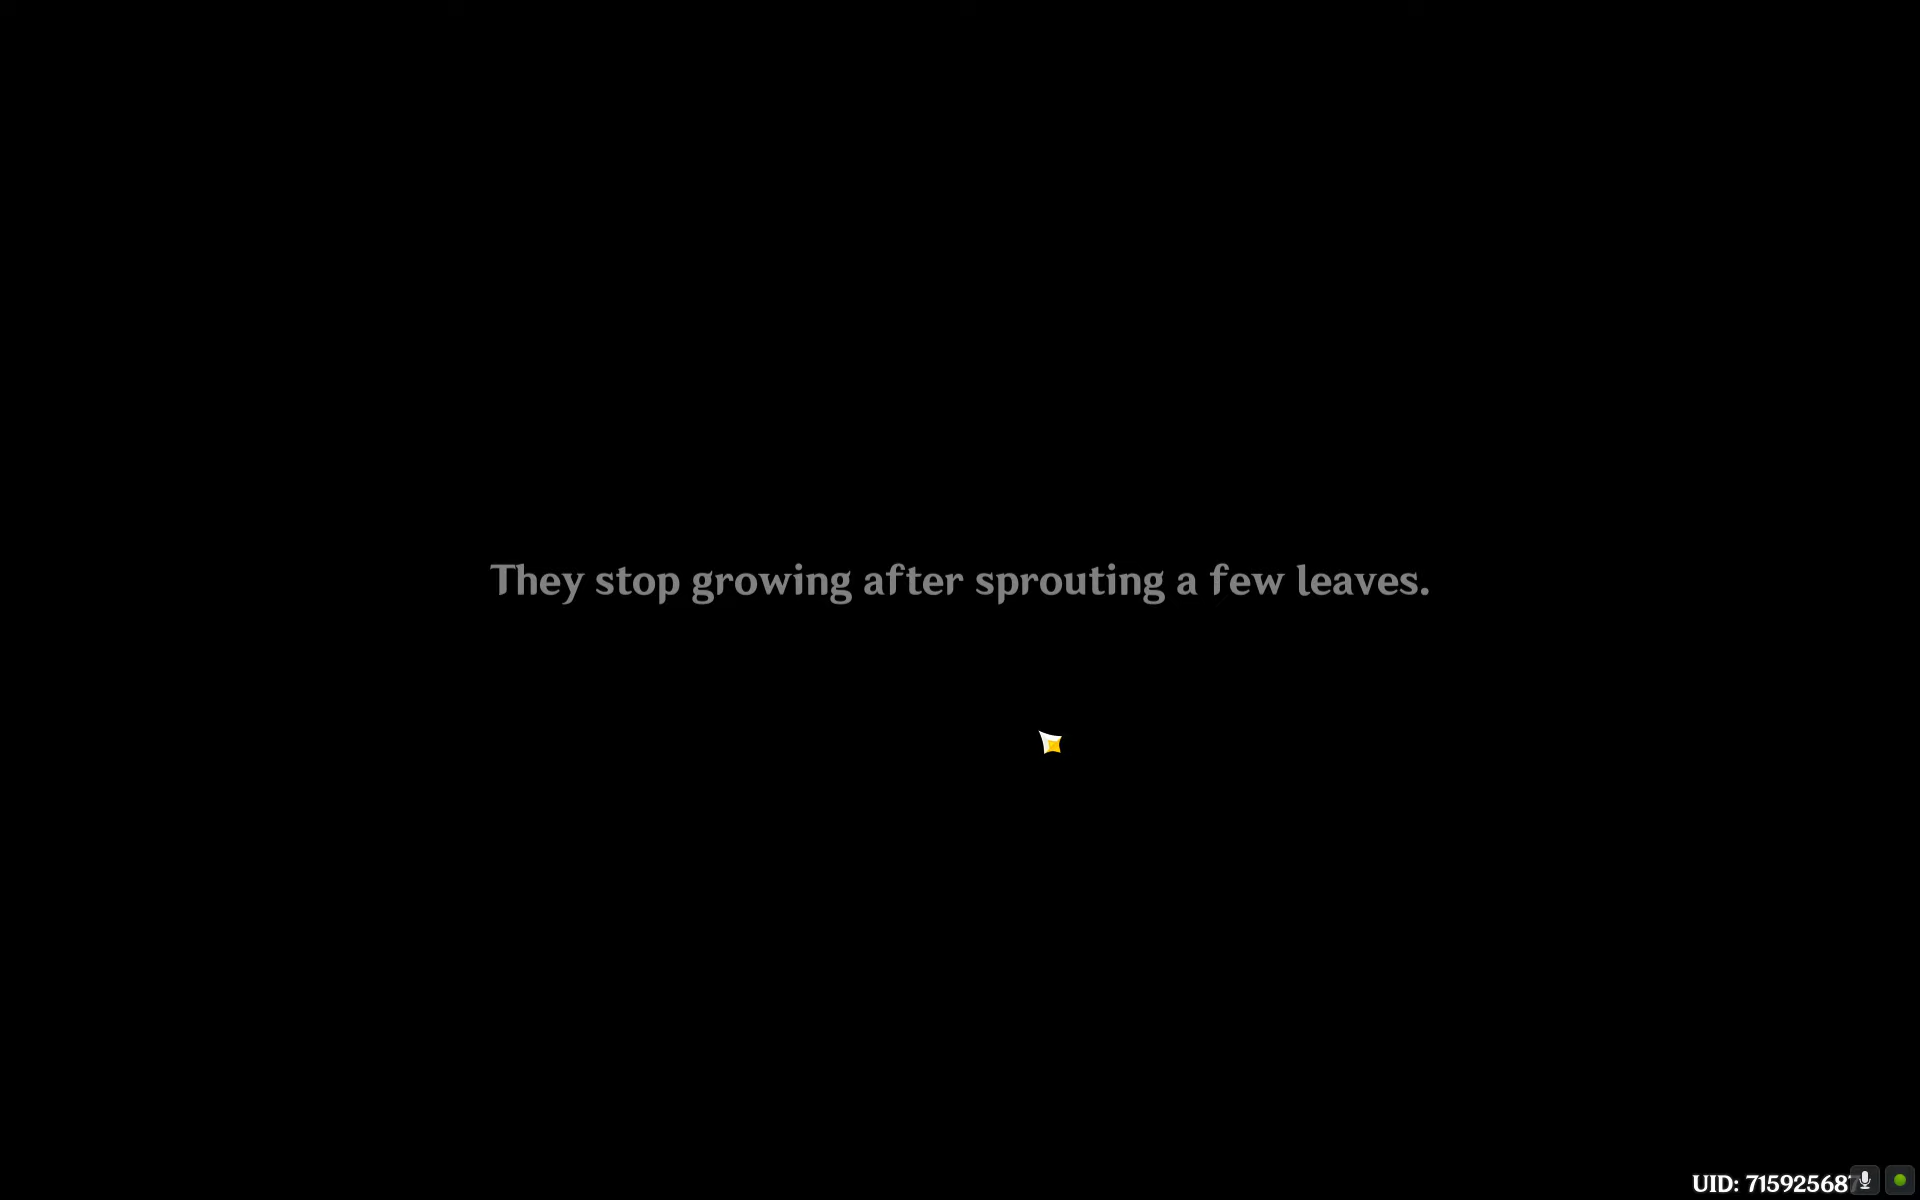 They stop growing after sprouting a few leaves.
UID: 71592568